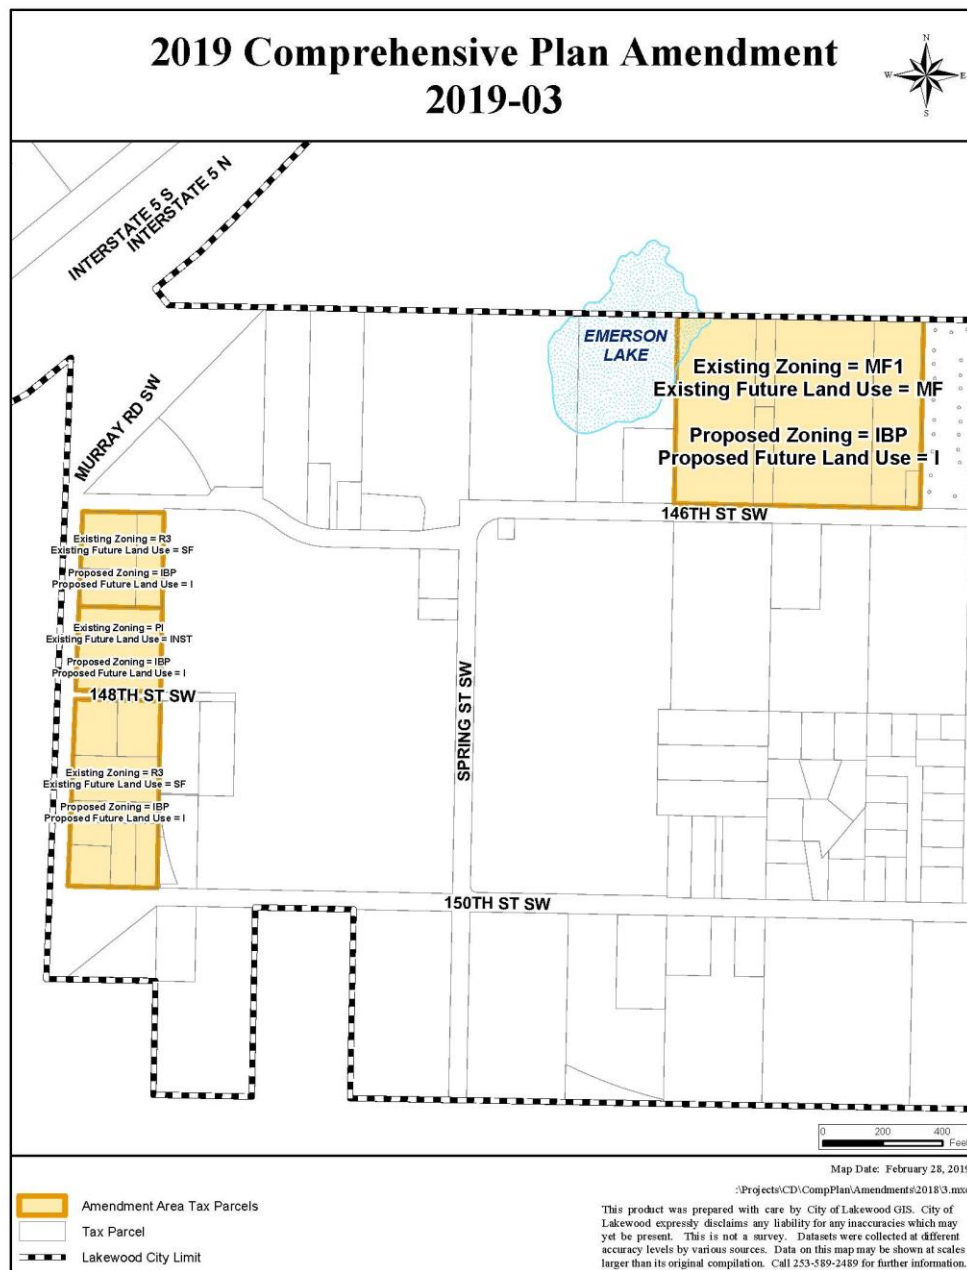 2019 Comprehensive Plan Amendment
2019-03
N
W
E
S
INTERSTATE 5 S
INTERSTATE 5 N
MURRAY RD SW
EMERSON
LAKE
Existing Zoning = MF1
Existing Future Land Use = MF
Proposed Zoning = IBP
Proposed Future Land Use = I
146TH ST SW
Existing Zoning = R3
Existing Future Land Use = SF
Proposed Zoning = IBP
Proposed Future Land Use = I
Existing Zoning = PI
Existing Future Land Use = INST
Proposed Zoning = IBP
Proposed Future Land Use = I
148TH ST SW
SPRING ST SW
Existing Zoning = R3
Existing Future Land Use = SF
Proposed Zoning = IBP
Proposed Future Land Use = I
150TH ST SW
0 200 400
Feet
Map Date: February 28, 2019
:\Projects\CD\CompPlan\Amendments\2018\3.mxd
Amendment Area Tax Parcels
Tax Parcel
Lakewood City Limit
This product was prepared with care by City of Lakewood GIS. City of
Lakewood expressly disclaims any liability for any inaccuracies which may
yet be present. This is not a survey. Datasets were collected at different
accuracy levels by various sources. Data on this map may be shown at scales
larger than its original compilation. Call 253-589-2489 for further information.